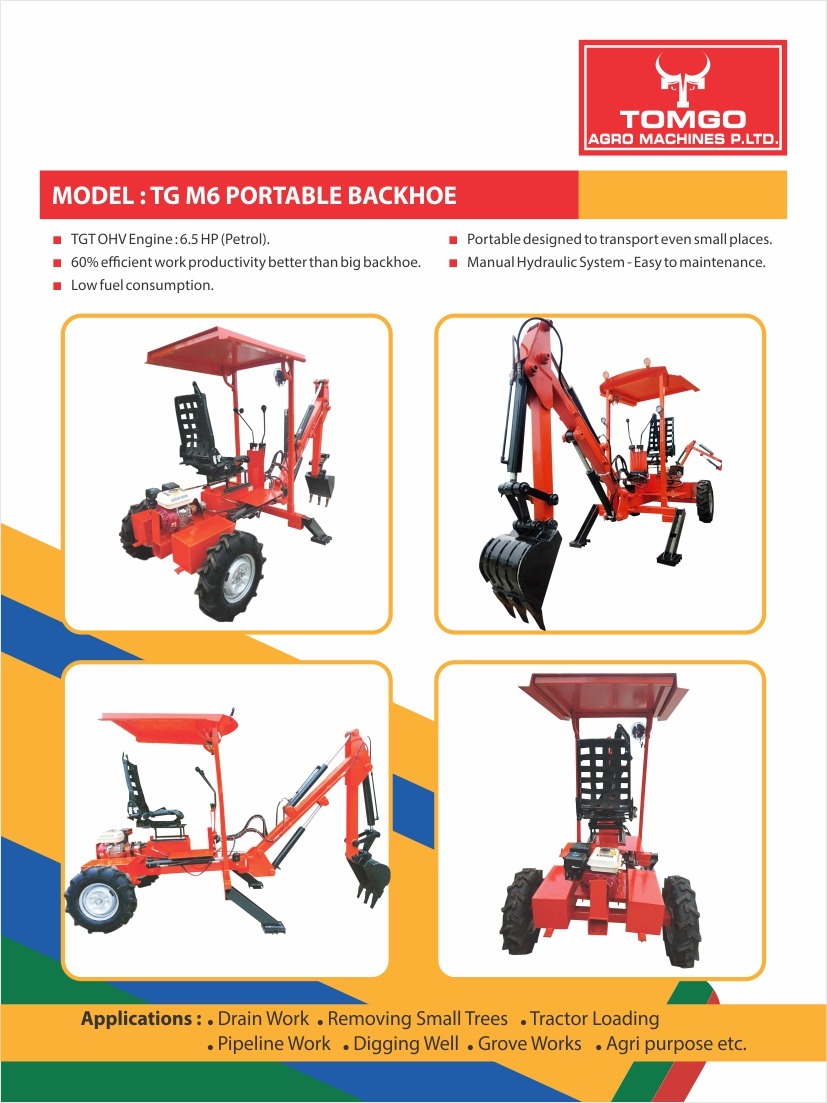 TOMGO
AGRO MACHINES P.LTD.
MODEL : TG M6 PORTABLE BACKHOE
■ TGT OHV Engine : 6.5 HP (Petrol).
■ 60% efficient work productivity better than big backhoe.
■ Low fuel consumption.
■ Portable designed to transport even small places.
■ Manual Hydraulic System - Easy to maintenance.
Applications : • Drain Work • Removing Small Trees • Tractor Loading
• Pipeline Work • Digging Well • Grove Works • Agri purpose etc.